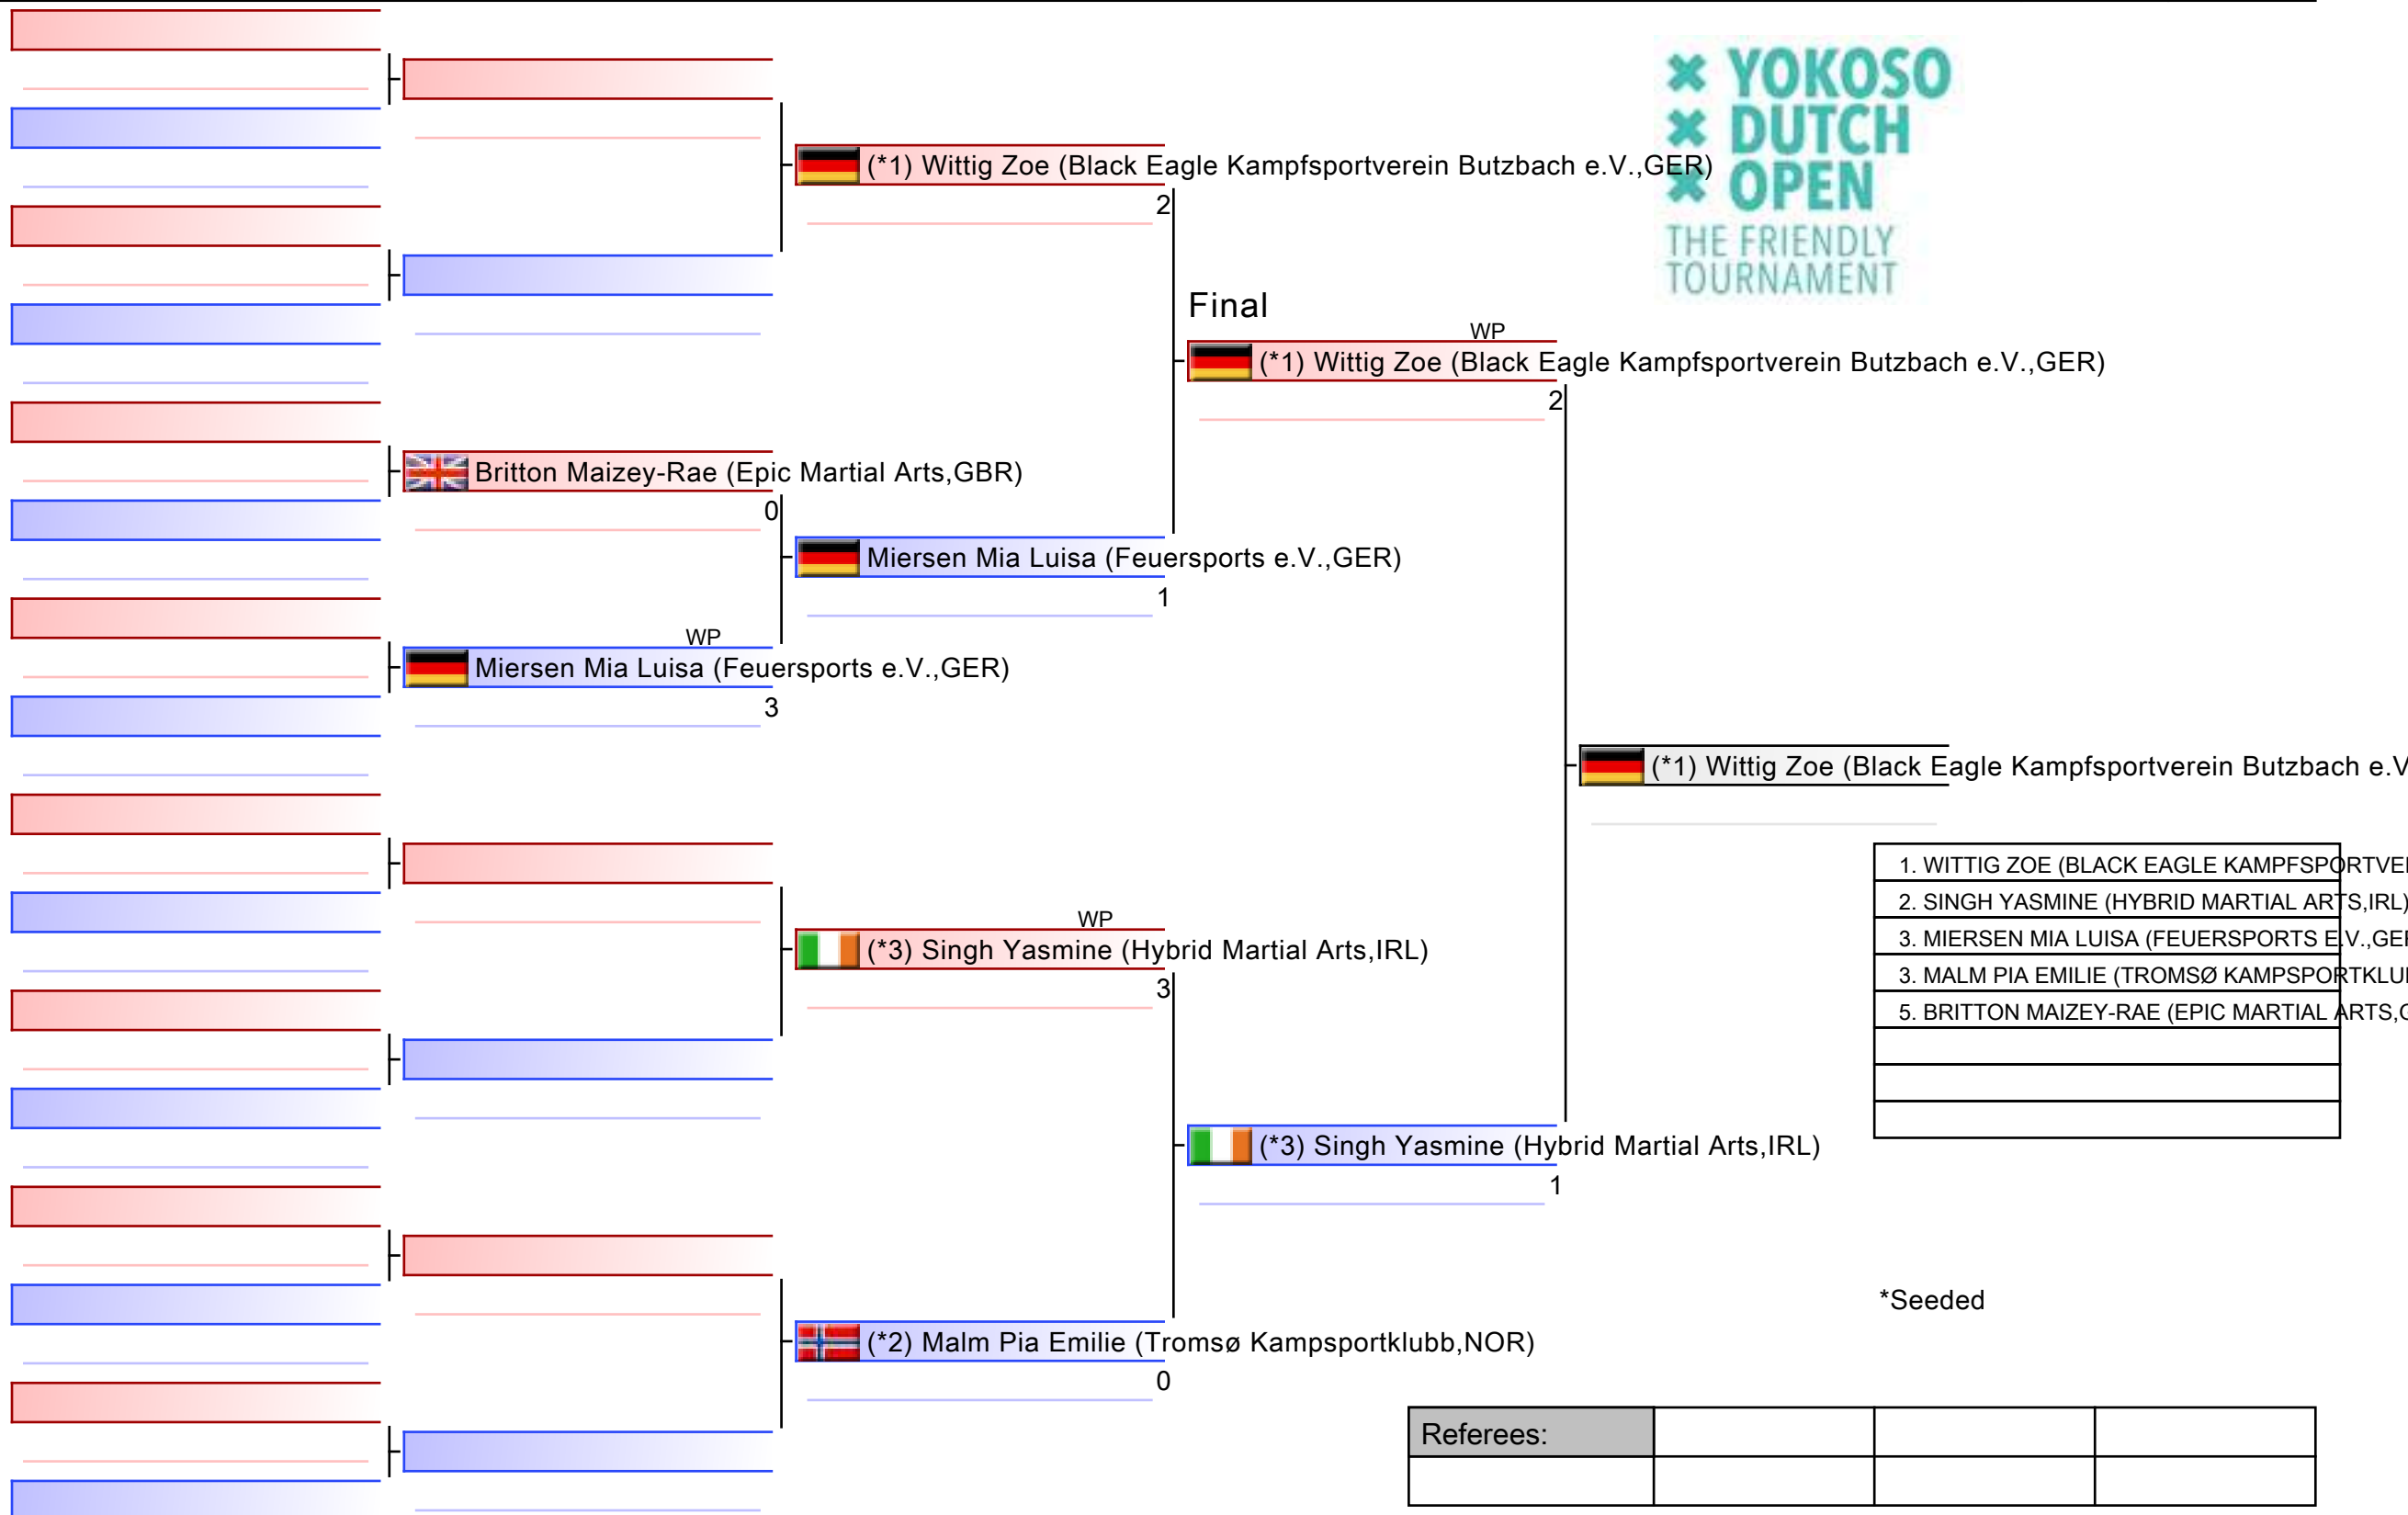 YOKOSO
DUTCH
OPEN
THE FRIENDLY
TOURNAMENT
(*1) Wittig Zoe (Black Eagle Kampfsportverein Butzbach e.V.,GER)
2
Final
WP
(*1) Wittig Zoe (Black Eagle Kampfsportverein Butzbach e.V.,GER)
2
Britton Maizey-Rae (Epic Martial Arts,GBR)
0
Miersen Mia Luisa (Feuersports e.V.,GER)
1
WP
Miersen Mia Luisa (Feuersports e.V.,GER)
3
(*1) Wittig Zoe (Black Eagle Kampfsportverein Butzbach e.V
1. WITTIG ZOE (BLACK EAGLE KAMPFSPORTVE
2. SINGH YASMINE (HYBRID MARTIAL ARTS,IRL)
3. MIERSEN MIA LUISA (FEUERSPORTS E.V.,GE
3. MALM PIA EMILIE (TROMSØ KAMPSPORTKLU
5. BRITTON MAIZEY-RAE (EPIC MARTIAL ARTS,
WP
(*3) Singh Yasmine (Hybrid Martial Arts,IRL)
3
(*3) Singh Yasmine (Hybrid Martial Arts,IRL)
1
*Seeded
(*2) Malm Pia Emilie (Tromsø Kampsportklubb,NOR)
0
Referees: